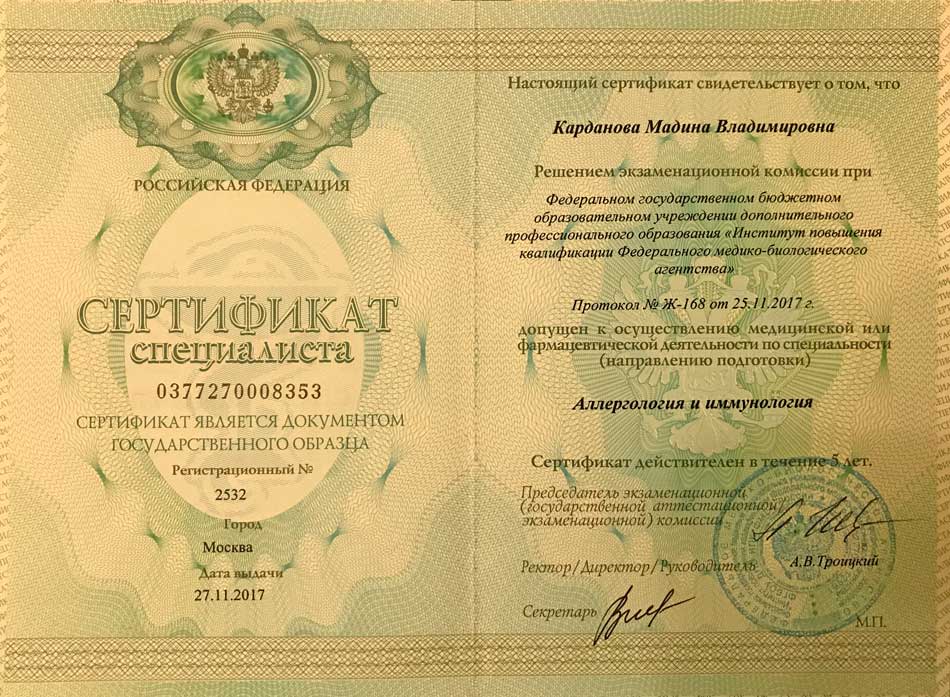 РОССИЙСКАЯ ФЕДЕРАЦИЯ
СЕРТИФИКАТ
специалиста
0377270008353
СЕРТИФИКАТ ЯВЛЯЕТСЯ ДОКУМЕНТОМ
ГОСУДАРСТВЕННОГО ОБРАЗЦА
Регистрационный №
2532
Город
Москва
Дата выдачи
27.11.2017
Настоящий сертификат свидетельствует о том, что
Карданова Мадина Владимировна
Решением экзаменационной комиссии при
Федеральном государственном бюджетном
образовательном учреждении дополнительного
профессионального образования «Институт повышения
квалификации Федерального медико-биологического
агентства»
Протокол № Ж-168 от 25.11.2017 г.
допущен к осуществлению медицинской или
фармацевтической деятельности по специальности
(направлению подготовки)
Аллергология и иммунология
Сертификат действителен в течение 5 лет.
Председатель экзаменационной
(государственной аттестационной/
экзаменационной) комиссии
Ректор/Директор/Руководитель
А.В.Троицкий
Секретарь
М.П.